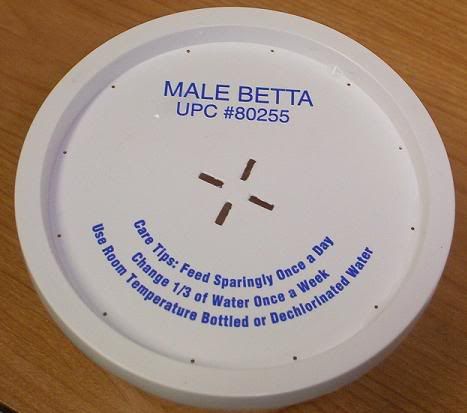 MALE BETTA
UPC #80255
Care Tips: Feed Sparingly Once a Day
Change 1/3 of Water Once a Week
Use Room Temperature Bottled or Dechlorinated Water